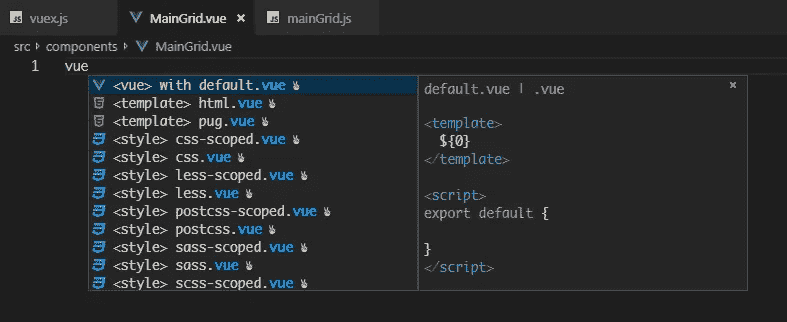 JS vuex.js MainGrid.vue × JS mainGrid.js
src > components > MainGrid.vue
1 vue
<vue> with default.vue
<template> html.vue
<template> pug.vue
<style> css-scoped.vue
<style> css.vue
<style> less-scoped.vue
<style> less.vue
<style> postcss-scoped.vue
<style> postcss.vue
<style> sass-scoped.vue
<style> sass.vue
<style> scss-scoped.vue
default.vue | .vue ×
<template>
${0}
</template>
<script>
export default {
}
</script>